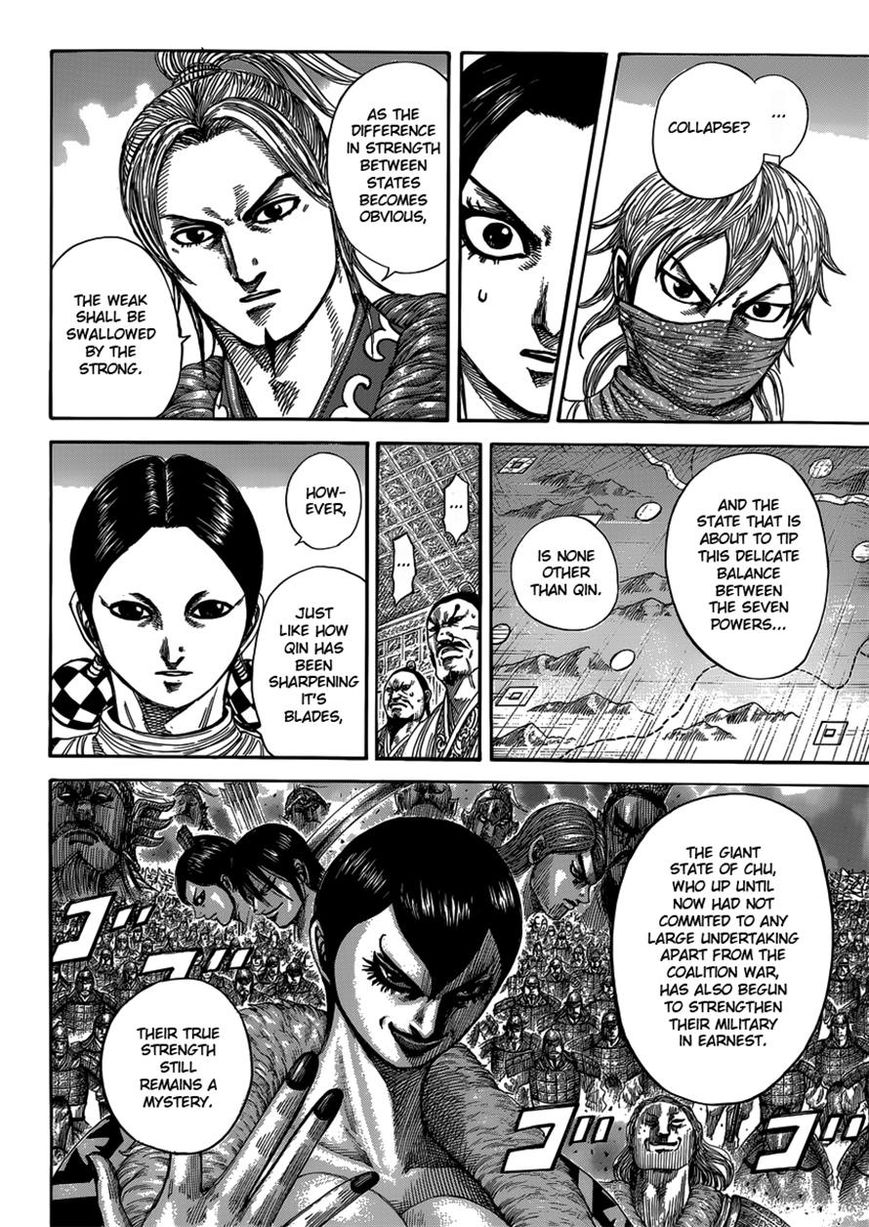 ...
COLLAPSE?
AS THE
DIFFERENCE
IN STRENGTH
BETWEEN
STATES
BECOMES
OBVIOUS,
THE WEAK
SHALL BE
SWALLOWED
BY THE
STRONG.
AND THE
STATE THAT IS
ABOUT TO TIP
THIS DELICATE
BALANCE
BETWEEN
THE SEVEN
POWERS...
IS NONE
OTHER
THAN QIN.
...
...
HOW-
EVER,
JUST
LIKE HOW
QIN HAS
BEEN
SHARPENING
IT'S
BLADES,
THE GIANT
STATE OF CHU,
WHO UP UNTIL
NOW HAD NOT
COMMITED TO ANY
LARGE UNDERTAKING
APART FROM THE
COALITION WAR,
HAS ALSO BEGUN
TO STRENGTHEN
THEIR MILITARY
IN EARNEST.
THEIR TRUE
STRENGTH
STILL
REMAINS A
MYSTERY.
ゴ
ゴ
ゴ
ゴ